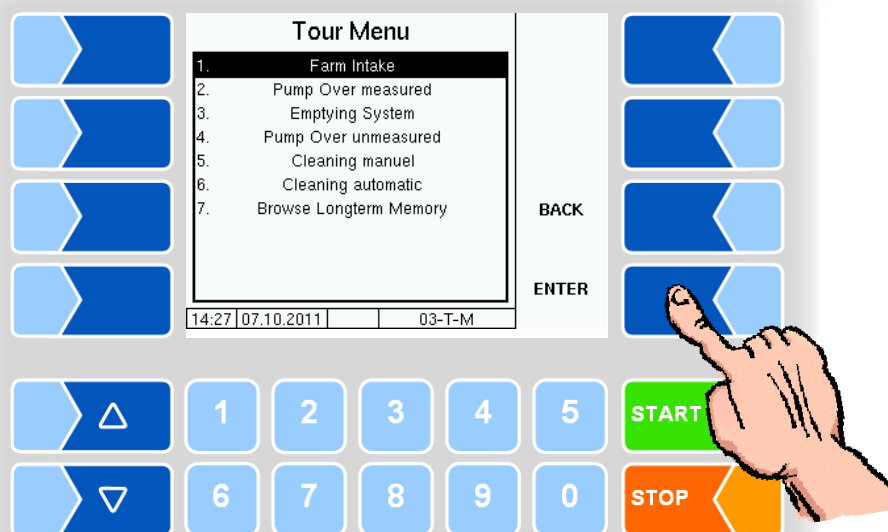 Tour Menu
1. Farm Intake
2. Pump Over measured
3. Emptying System
4. Pump Over unmeasured
5. Cleaning manuel
6. Cleaning automatic
7. Browse Longterm Memory
BACK
ENTER
14:27 07.10.2011 03-T-M
1 2 3 4 5 START
6 7 8 9 0 STOP